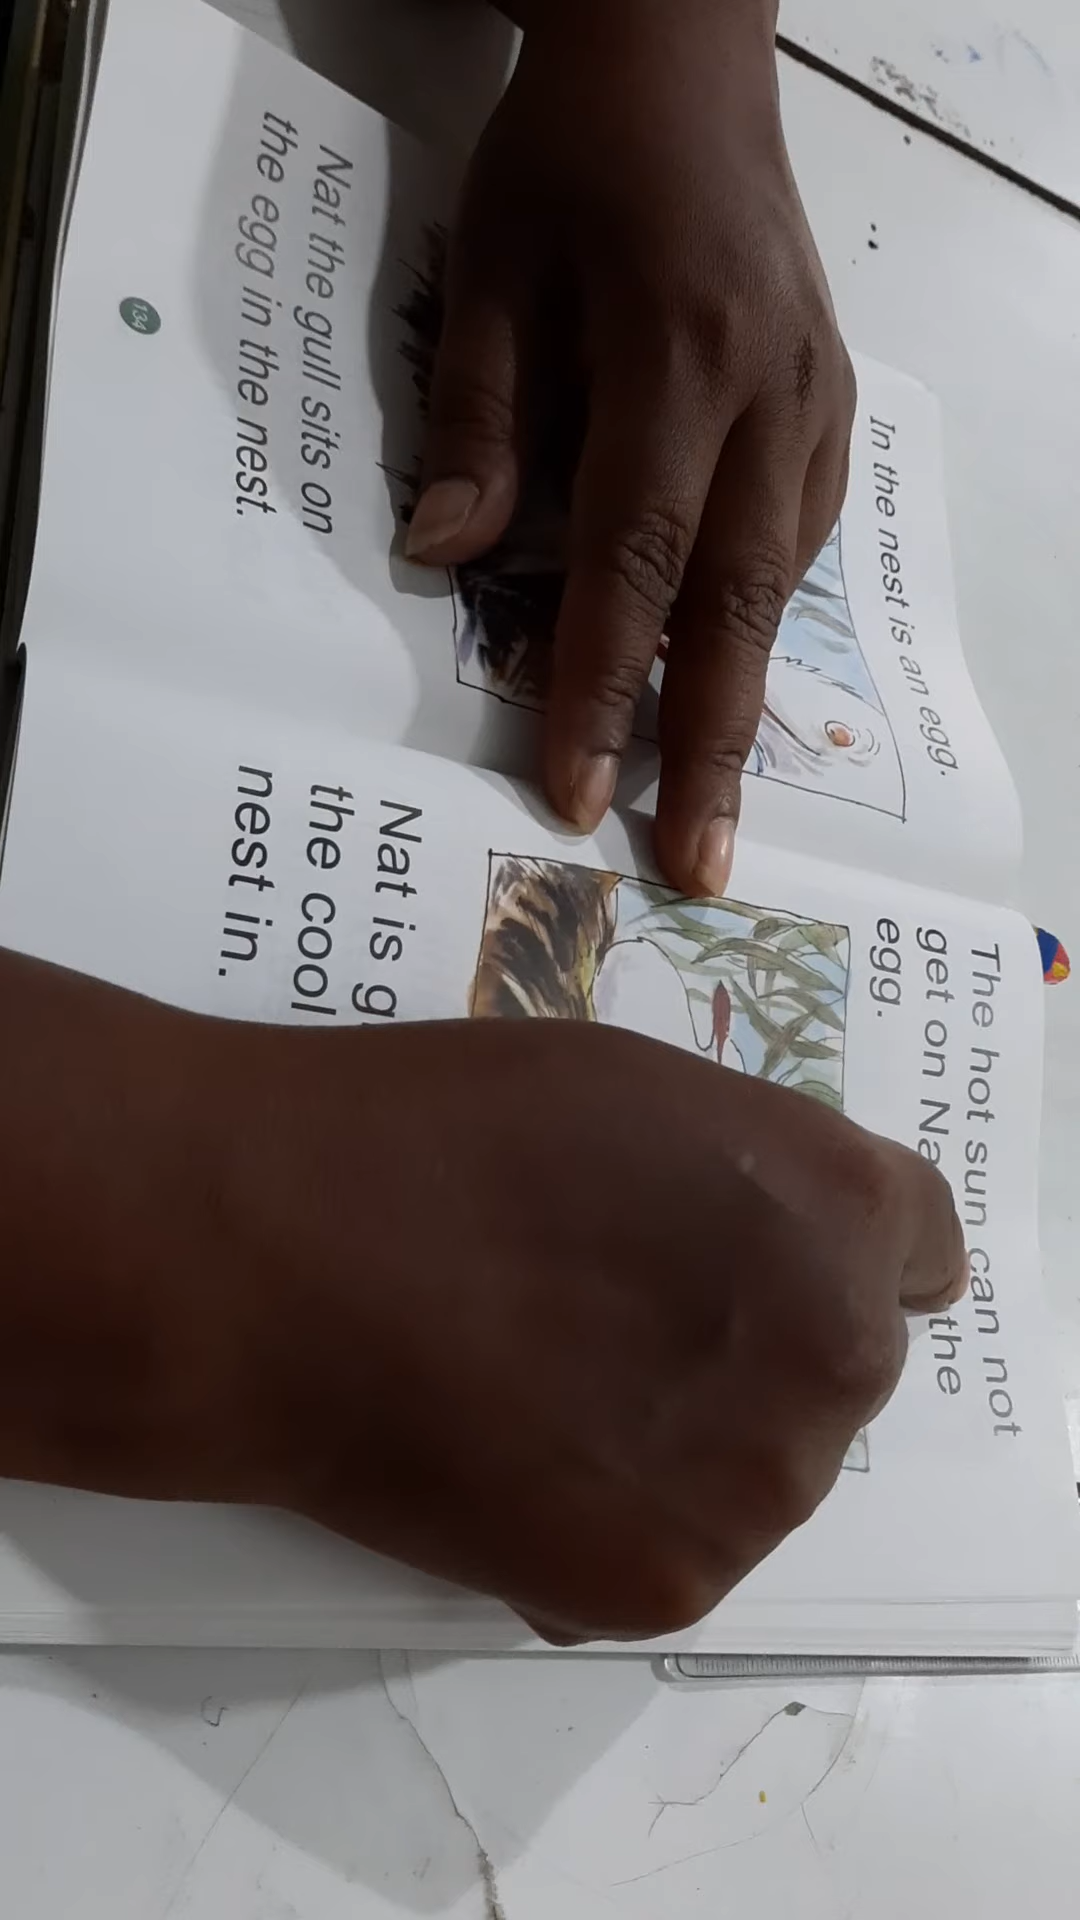 In the nest is an egg.
Nat the gull sits on
the egg in the nest.
134
The hot sun can not
get on the
egg.
Nat is
the cool
nest in.